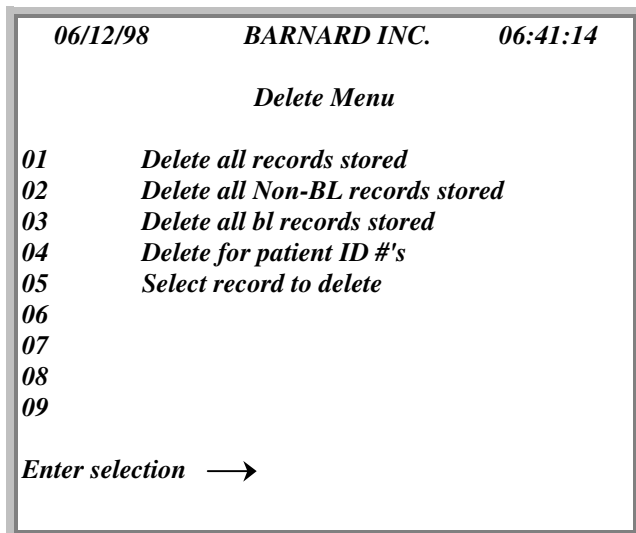 06/12/98 BARNARD INC. 06:41:14
Delete Menu
01 Delete all records stored
02 Delete all Non-BL records stored
03 Delete all bl records stored
04 Delete for patient ID #'s
05 Select record to delete
06
07
08
09
Enter selection →